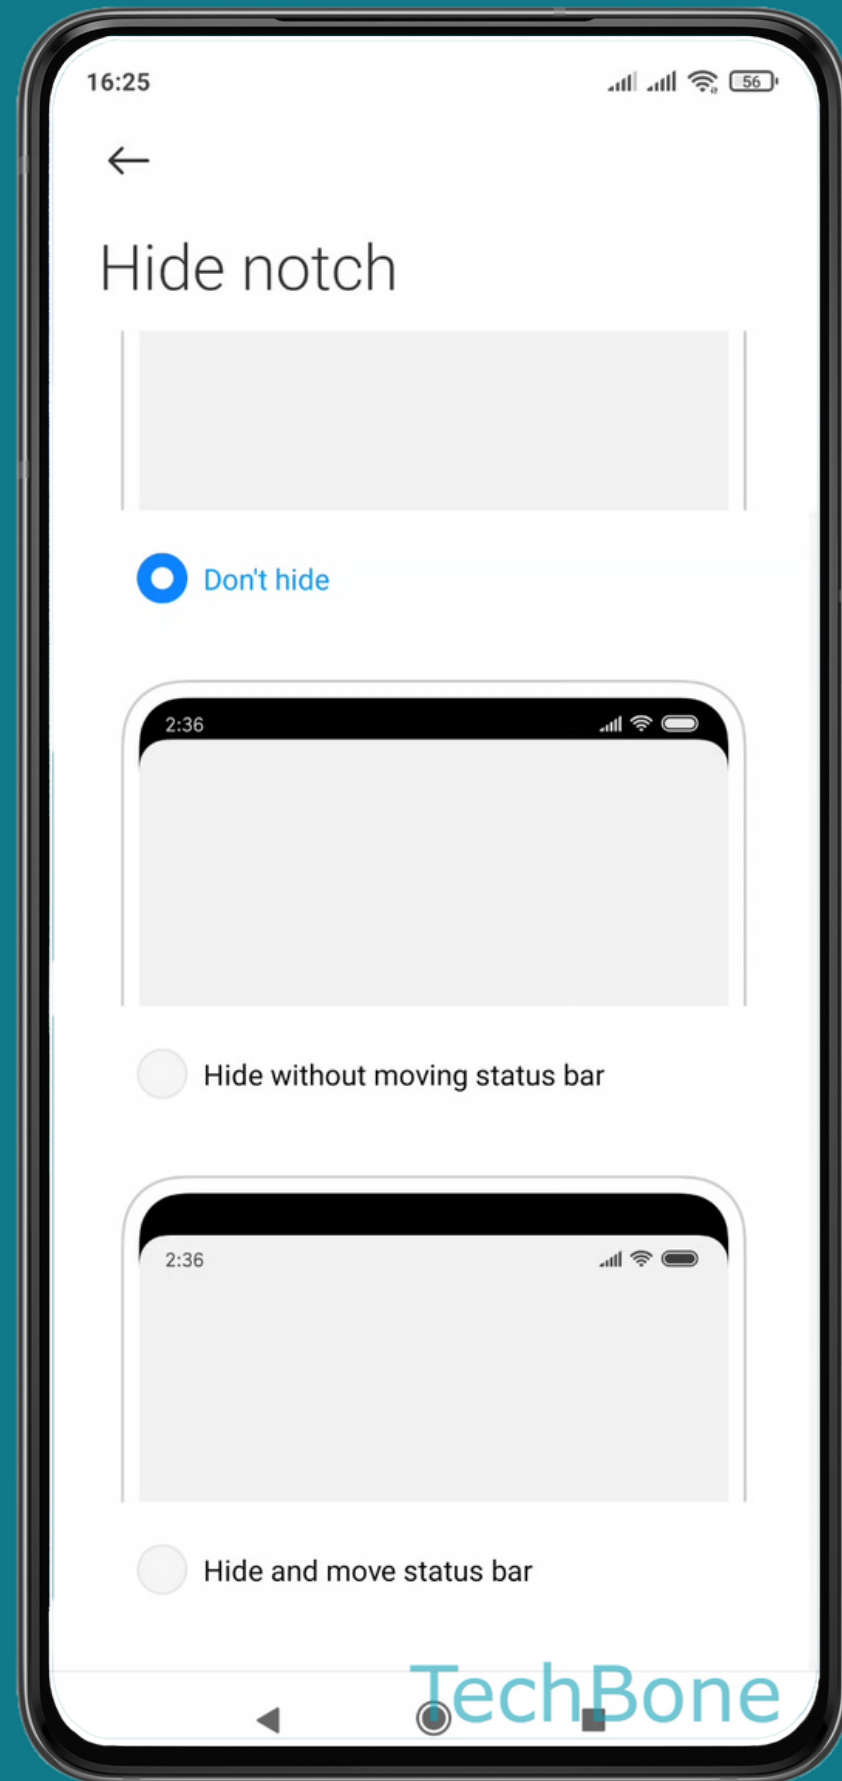 16:25
56
Hide notch
Don't hide
2:36
Hide without moving status bar
2:36
Hide and move status bar
TechBone